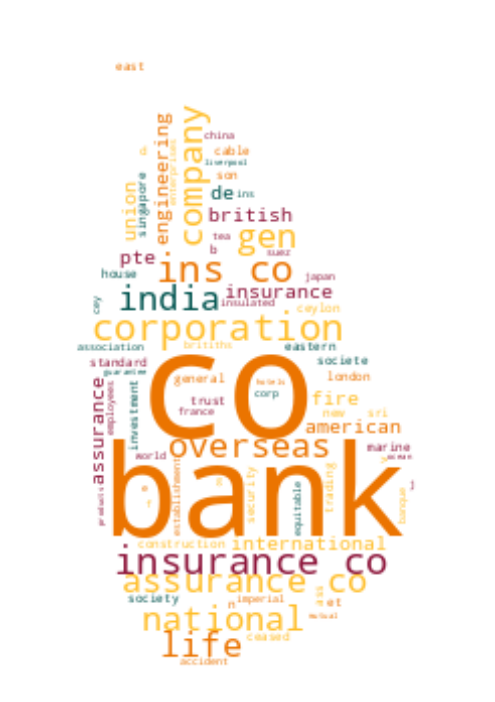 east
china
d
cable
liverpool
son
engineering
company
enterprises
union
singapore
de
ins
british
tea
gen
b
suez
pte
ins co
house
japan
india
insurance
insulated
cey
ceylon
corporation
association
britiths
eastern
standard
societe
guarantee
co
general
hotels
london
corp
assurance
employees
investment
trust
fire
france
new
sri
american
overseas
marine
world
ocean
bank
products
e
f
establishment
a
security
equitable
trading
y
j
banque
construction
international
insurance co
assurance co
society
n
imperial
et
national
mutual
life
ceased
accident